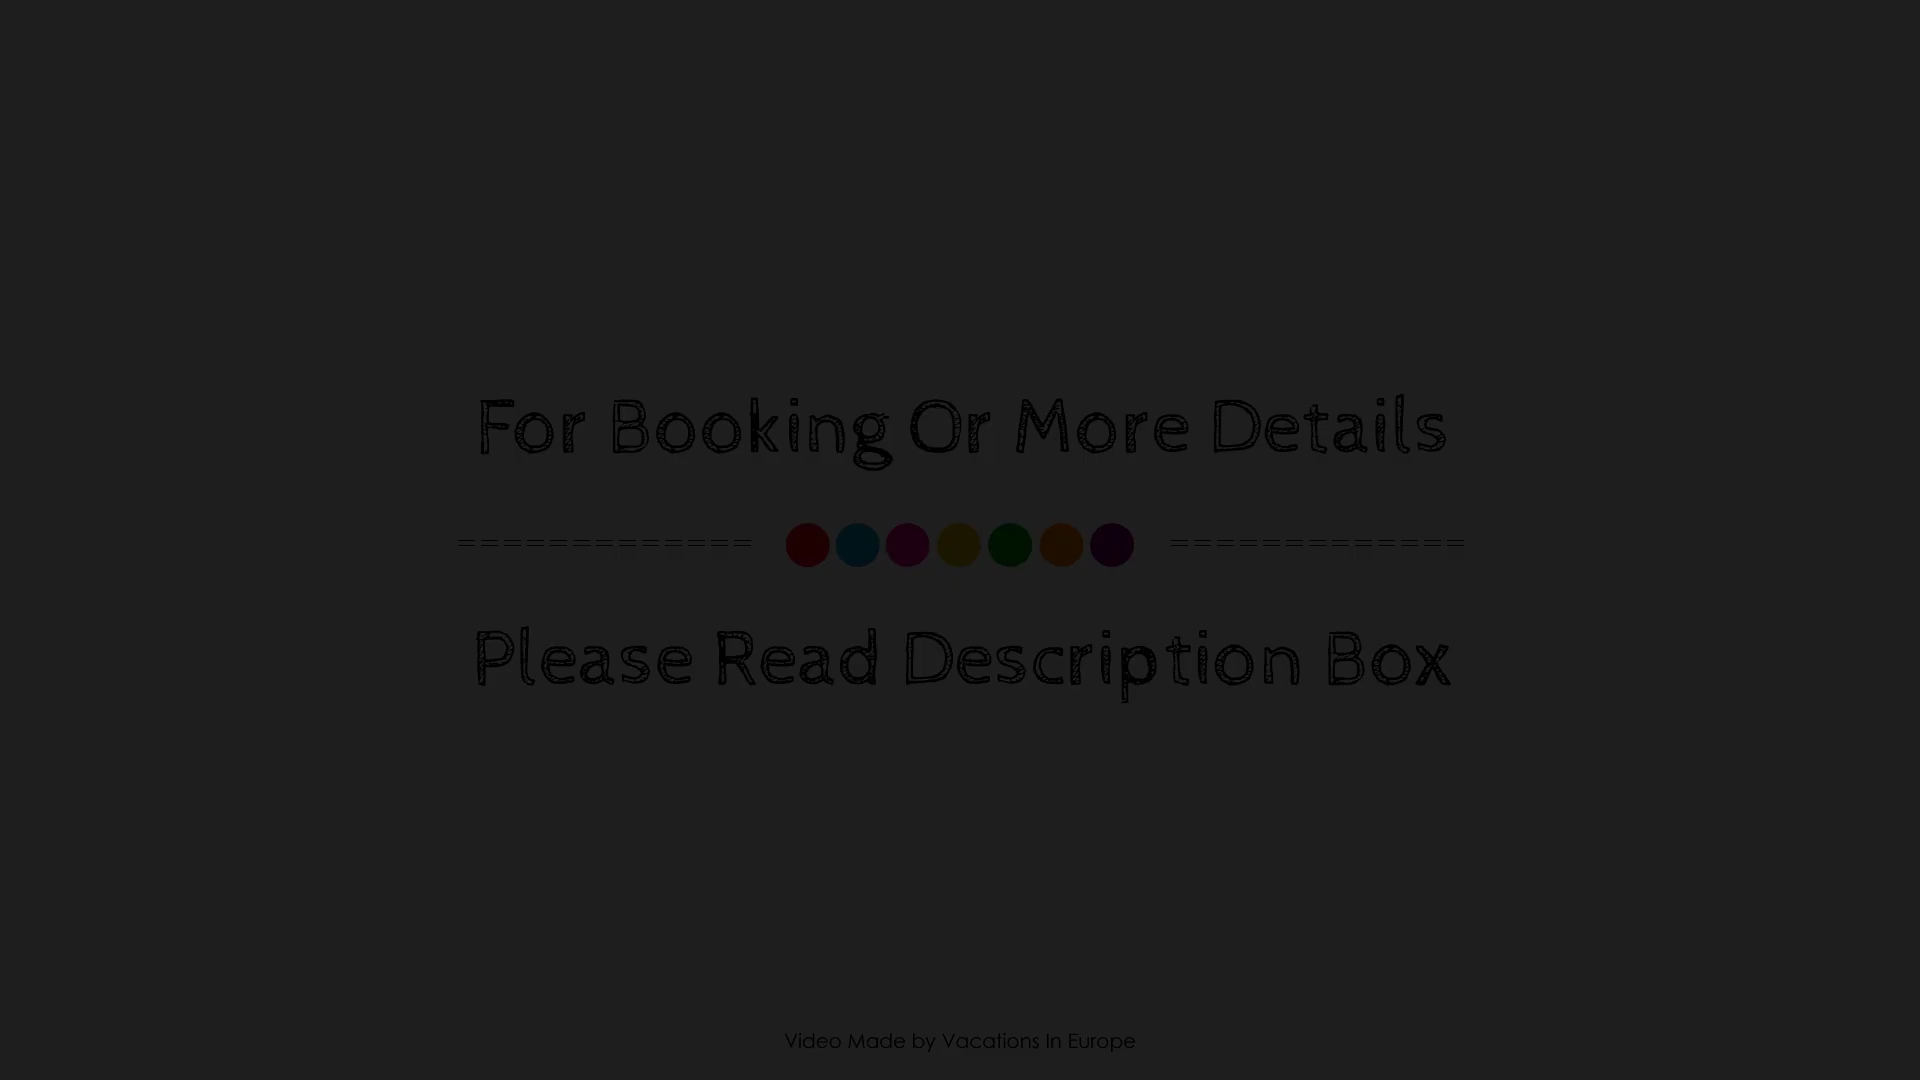 For Booking Or More Details
============= =============
Please Read Description Box
Video Made by Vacations In Europe